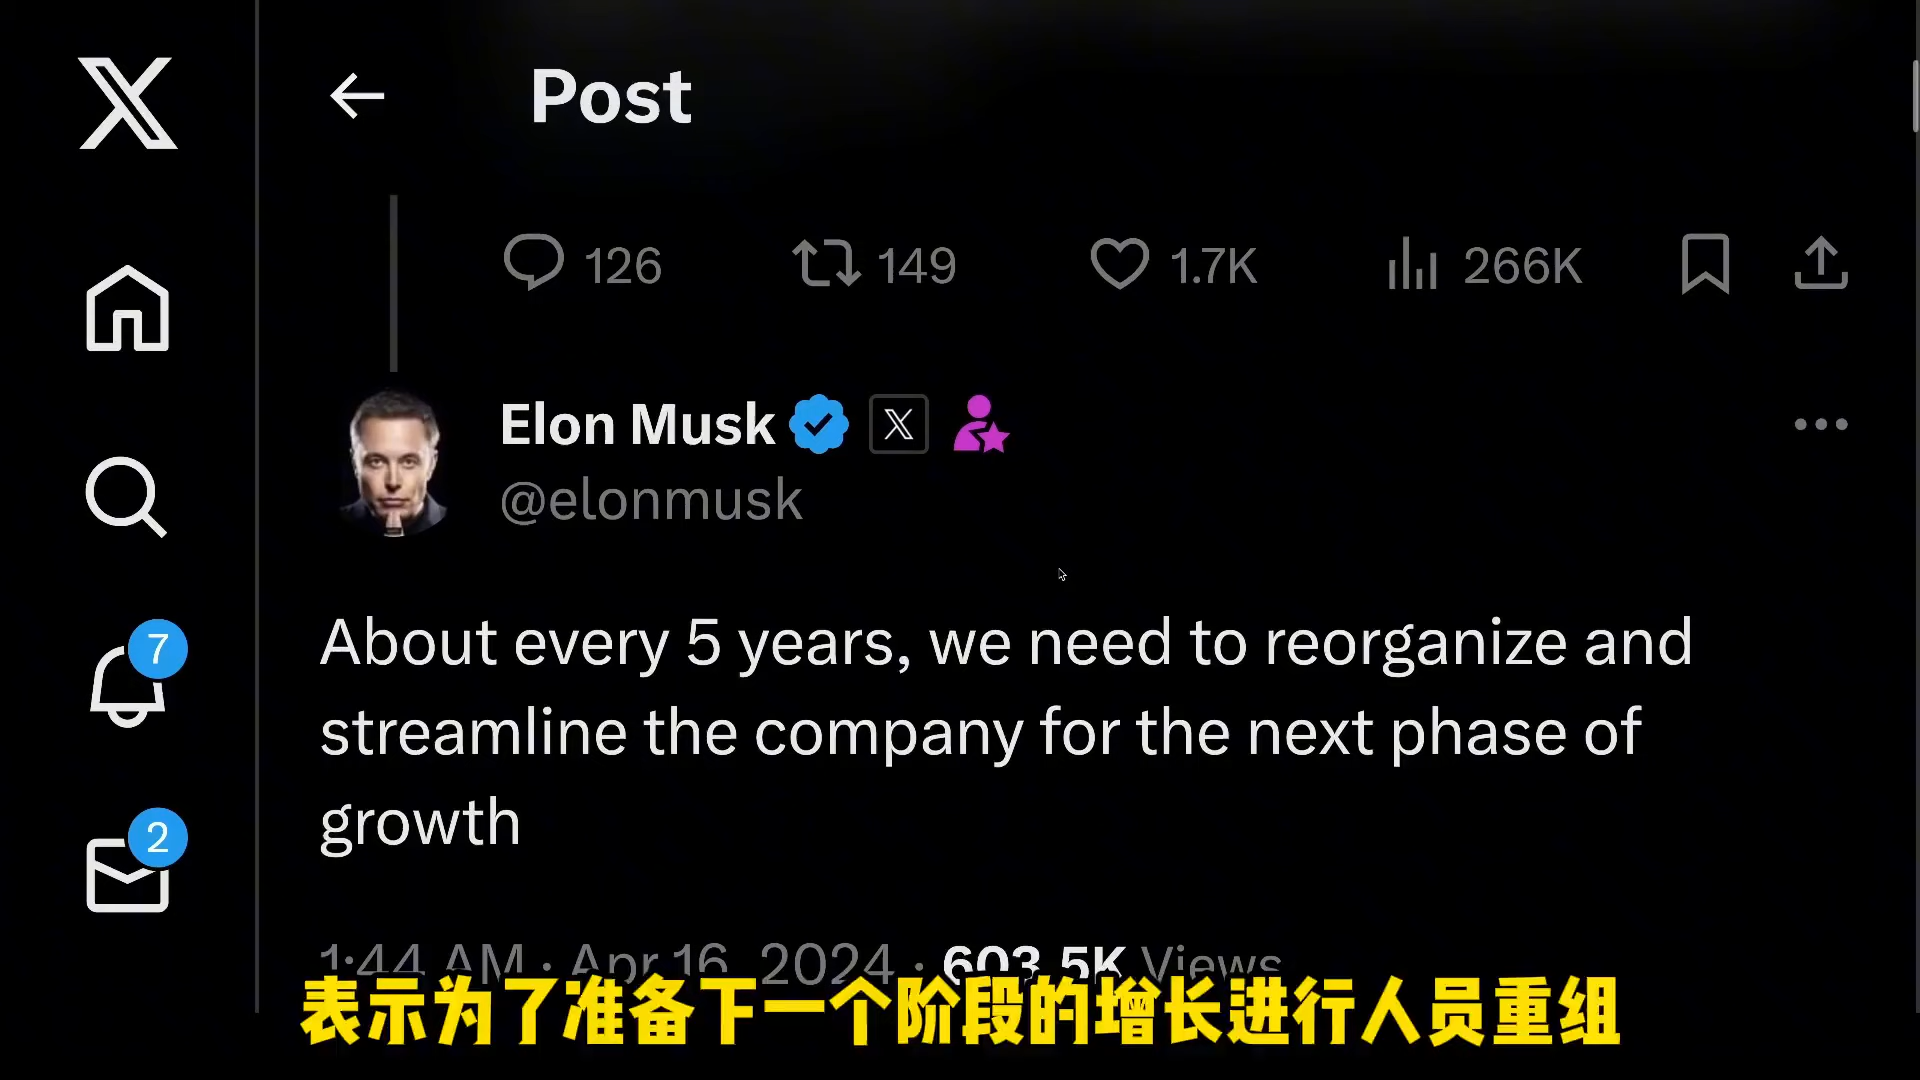 Post
126 149 1.7K 266K
Elon Musk
@elonmusk
7
About every 5 years, we need to reorganize and
streamline the company for the next phase of
growth
2
1:44 AM · Apr 16, 2024 · 603.5K Views
表示为了准备下一个阶段的增长进行人员重组